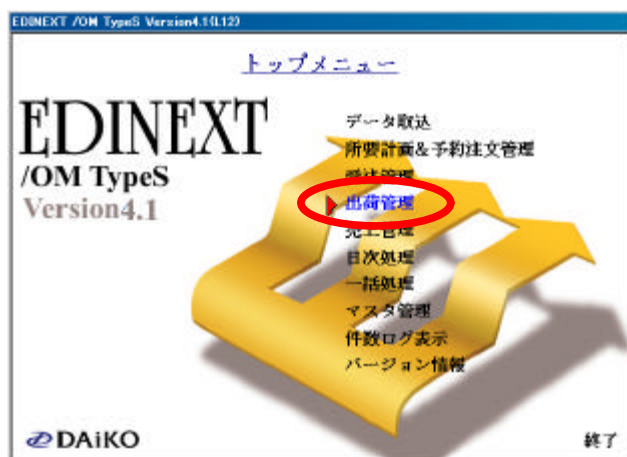 EDINEXT /OM TypeS Version4.1(L12)
トップメニュー
EDINEXT
/OM TypeS
Version4.1
データ取込
所要計画&予約注文管理
受注管理
出荷管理
売上管理
日次処理
一括処理
マスタ管理
件数ログ表示
バージョン情報
DAiKO
終了